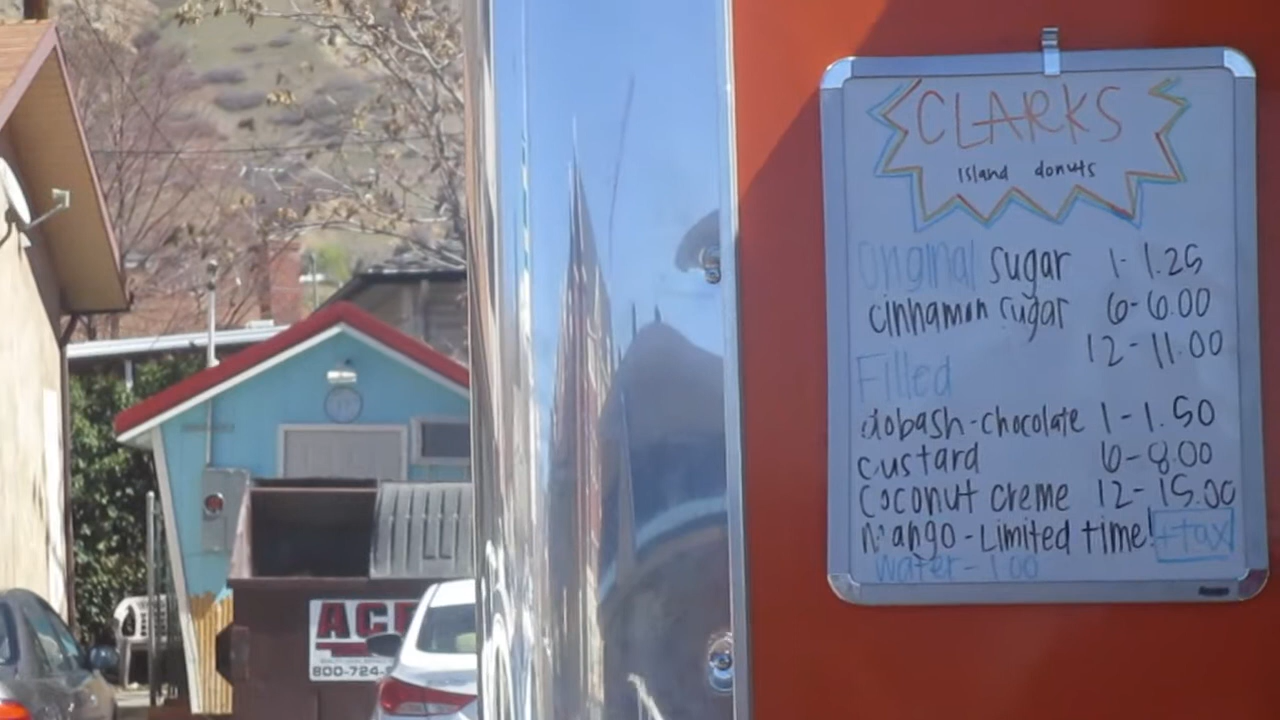 CLARKS
island donuts
Original sugar 1-1.25
cinnamon sugar 6-6.00
12-11.00
Filled
dobash-chocolate 1-1.50
custard 6-8.00
Coconut creme 12-15.00
mango-Limited time! +tax
water-1.00
ACE
800-724-